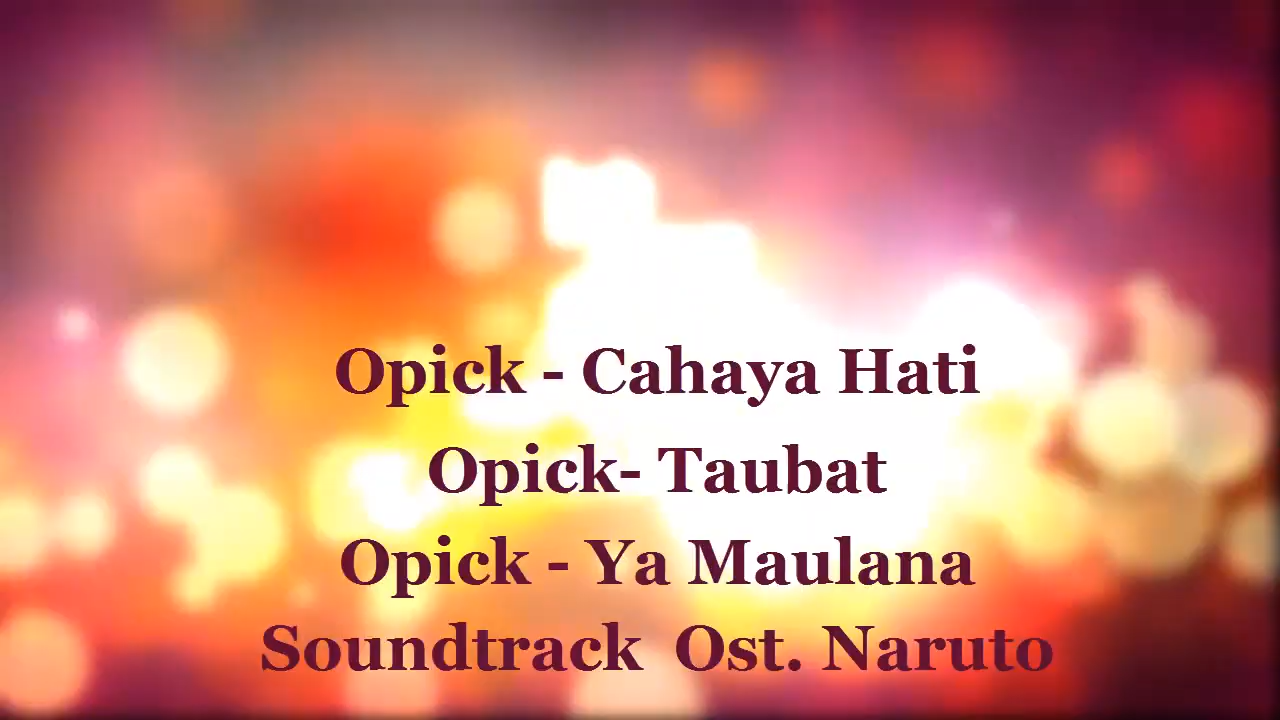 Opick - Cahaya Hati
Opick- Taubat
Opick - Ya Maulana
Soundtrack Ost. Naruto